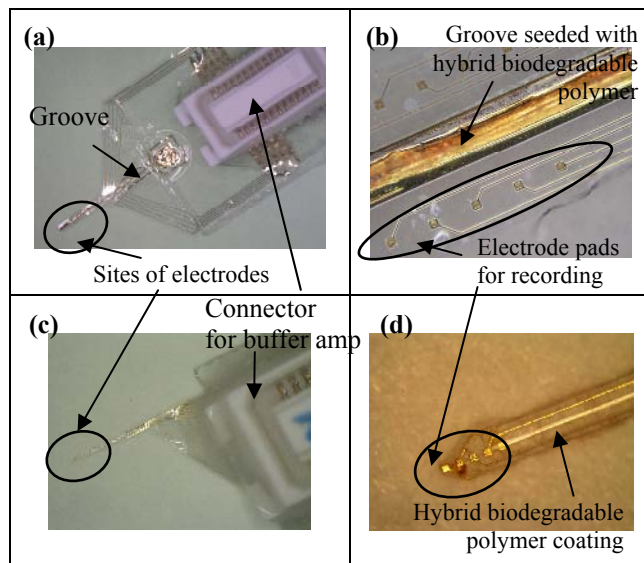 (a)
Groove
Sites of electrodes
(b)
Groove seeded with
hybrid biodegradable
polymer
Electrode pads
for recording
(c)
Connector
for buffer amp
(d)
Hybrid biodegradable
polymer coating